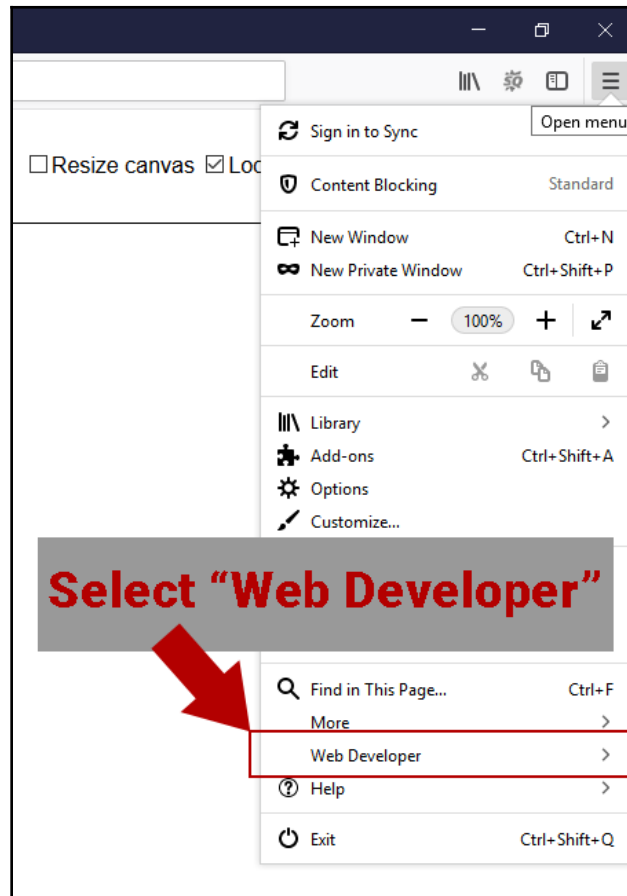 Open menu
Sign in to Sync
Resize canvas
Content Blocking Standard
New Window Ctrl+N
New Private Window Ctrl+Shift+P
Zoom 100%
Edit
Library
Add-ons Ctrl+Shift+A
Options
Customize...
Select “Web Developer”
Find in This Page... Ctrl+F
More
Web Developer
Help
Exit Ctrl+Shift+Q